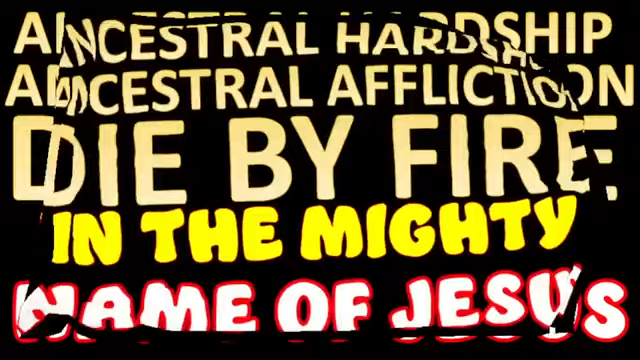 ANCESTRAL HARDSHIP
ANCESTRAL AFFLICTION
DIE BY FIRE
IN THE MIGHTY
NAME OF JESUS